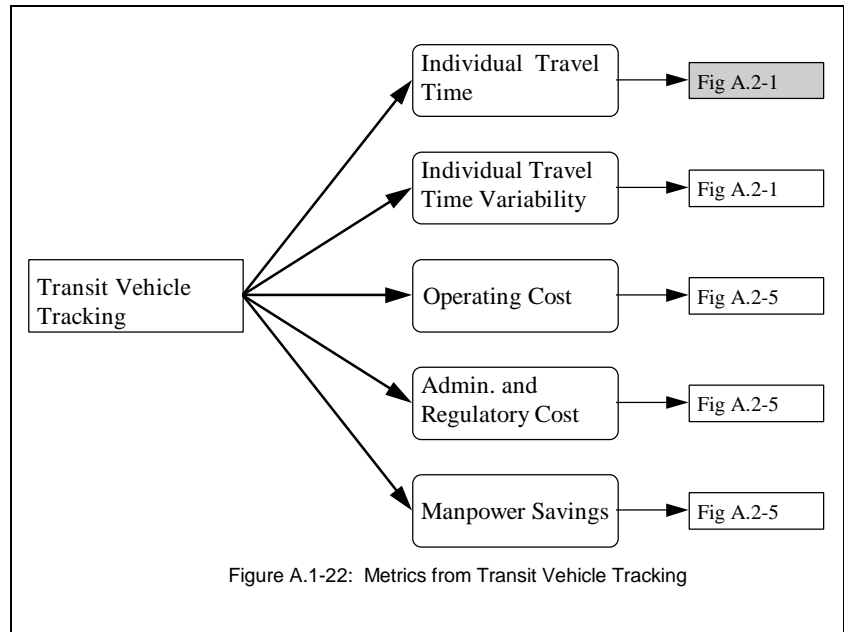 Individual Travel
Time
Fig A.2-1
Individual Travel
Time Variability
Fig A.2-1
Transit Vehicle
Tracking
Operating Cost
Fig A.2-5
Admin. and
Regulatory Cost
Fig A.2-5
Manpower Savings
Fig A.2-5
Figure A.1-22: Metrics from Transit Vehicle Tracking